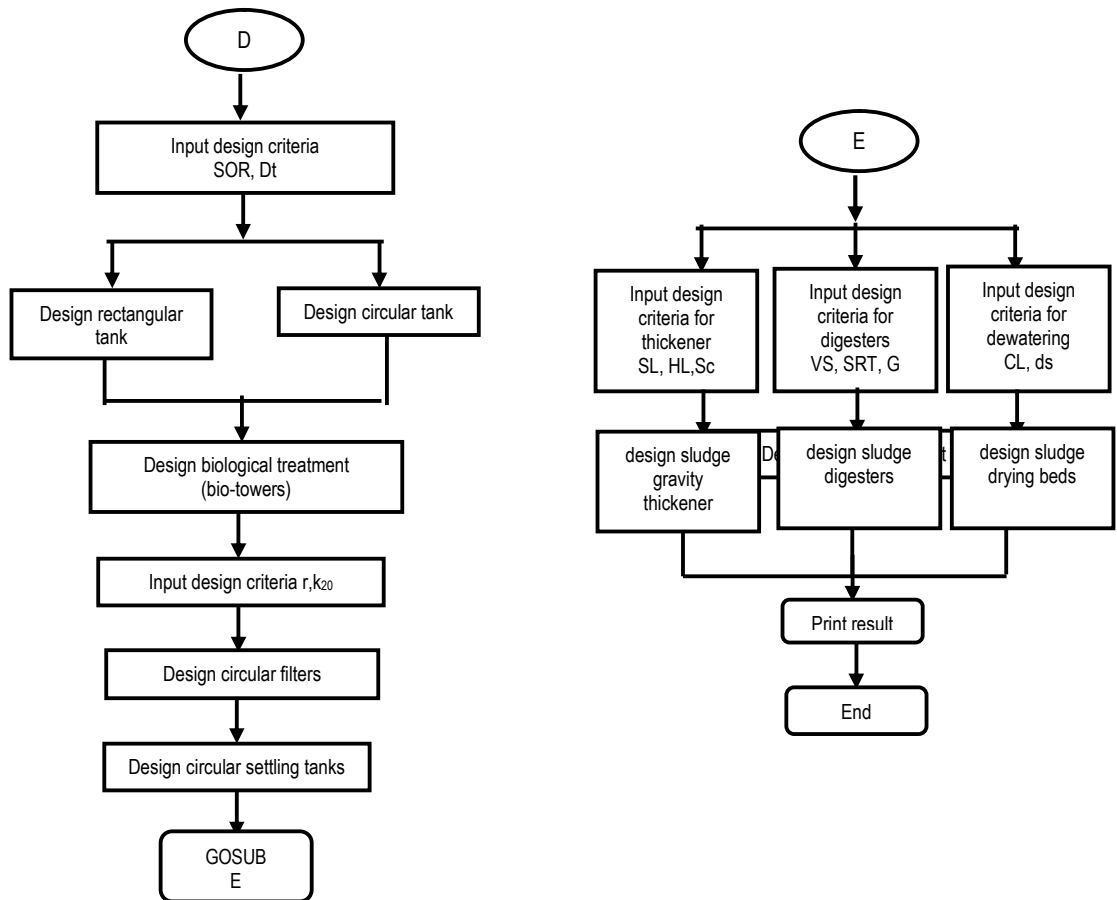 D
Input design criteria
SOR, Dt
Design rectangular
tank
Design circular tank
Design biological treatment
(bio-towers)
Input design criteria r,k₂₀
Design circular filters
Design circular settling tanks
GOSUB
E
E
Input design
criteria for
thickener
SL, HL,Sc
Input design
criteria for
digesters
VS, SRT, G
Input design
criteria for
dewatering
CL, ds
design sludge
gravity
thickener
design sludge
digesters
design sludge
drying beds
Print result
End